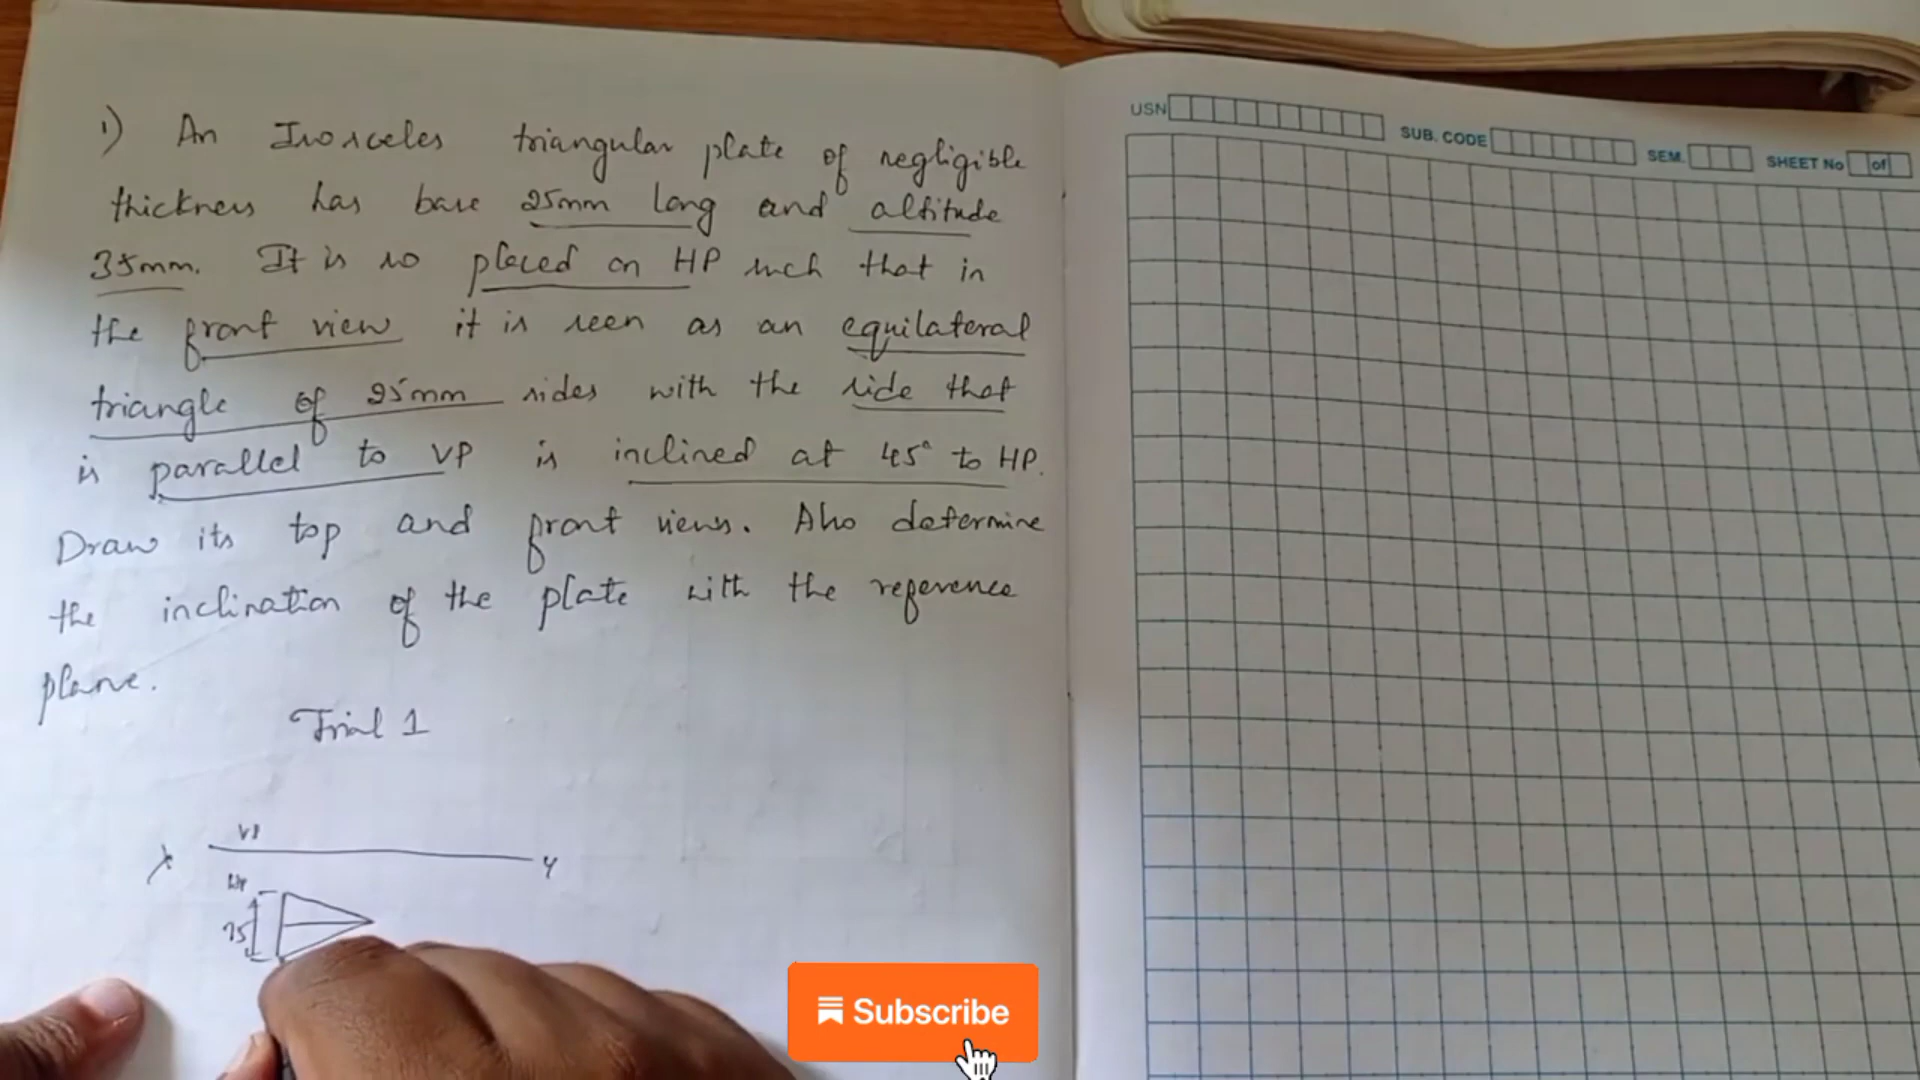 1) An Isosceles triangular plate of negligible
thickness has base 25mm long and altitude
35mm. It is so placed on HP such that in
the front view it is seen as an equilateral
triangle of 25mm sides with the side that
is parallel to VP is inclined at 45° to HP.
Draw its top and front views. Also determine
the inclination of the plate with the reference
plane.
Trial 1
VP
X Y
HP
25
USN
SUB. CODE
SEM.
SHEET No of
Subscribe